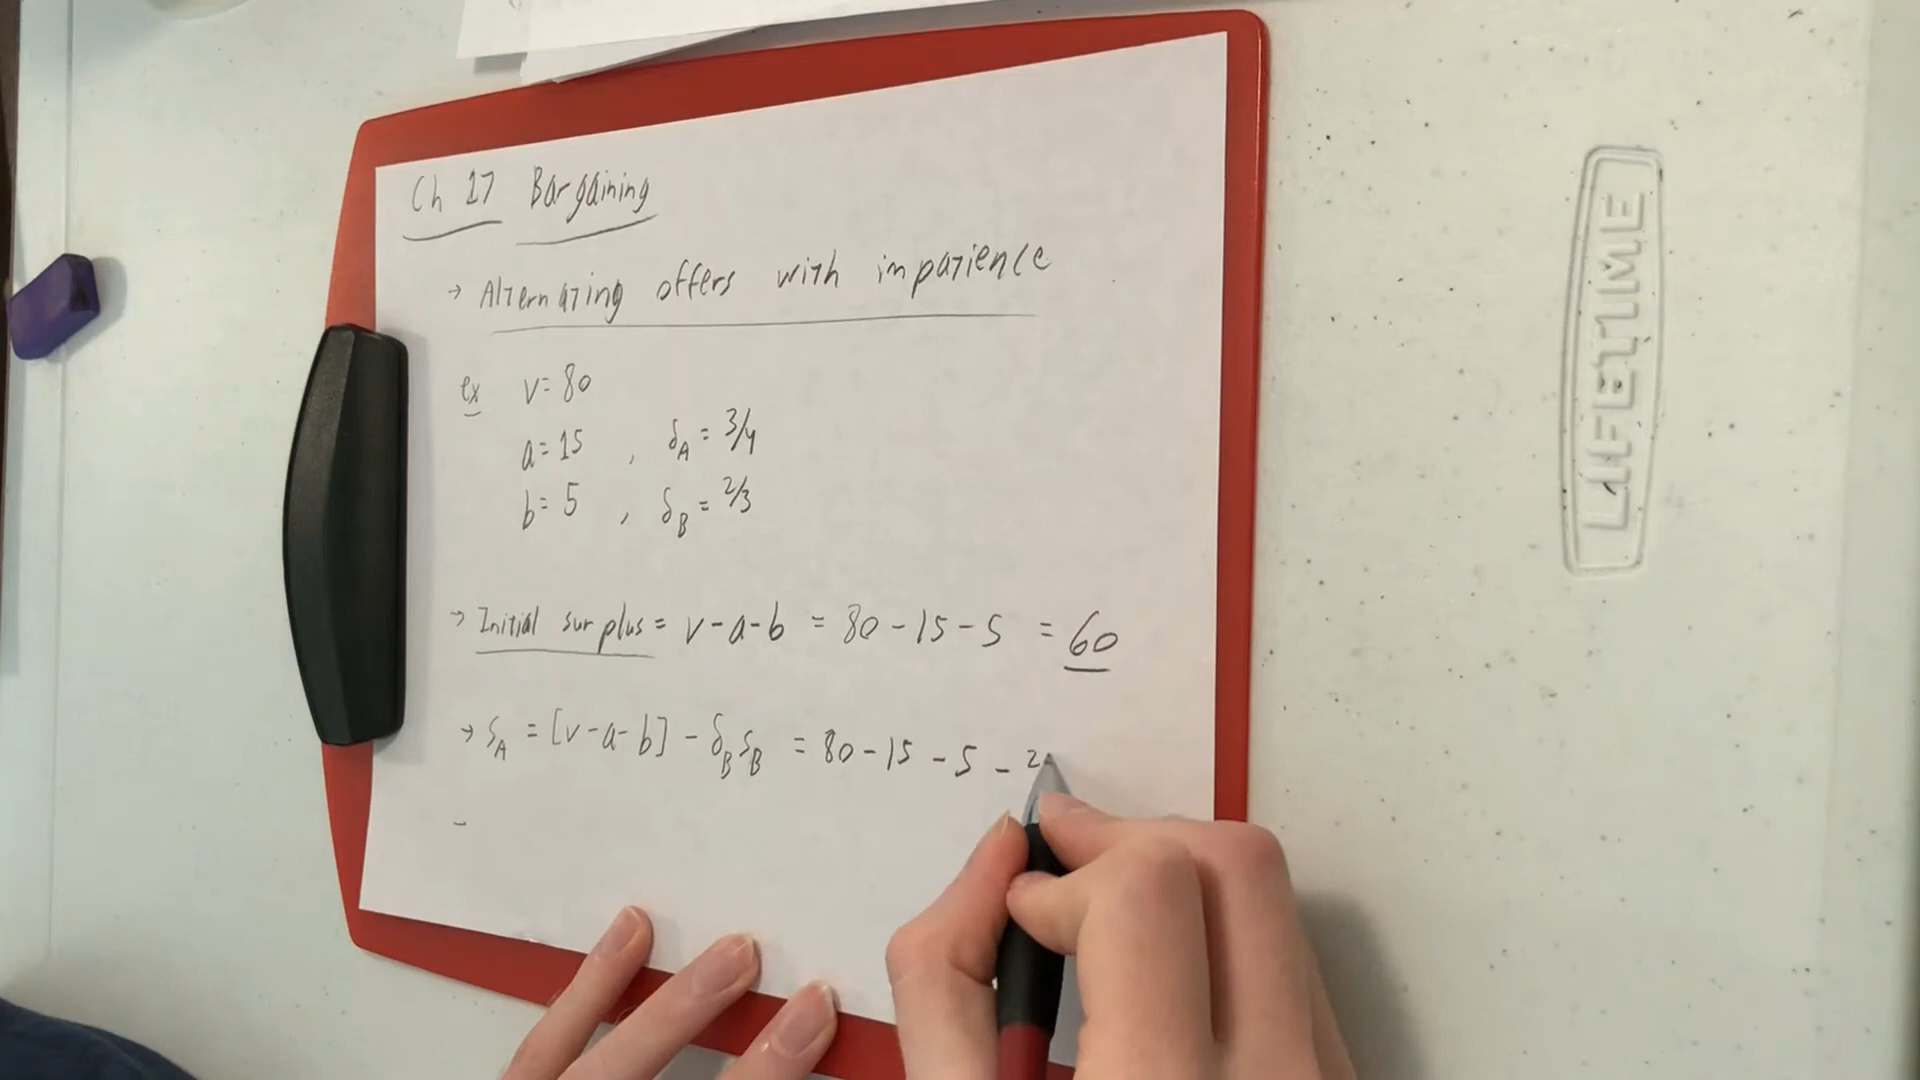 Ch 17 Bargaining
→ Alternating offers with impatience
ex v = 80
a = 15 , δA = 3/4
b = 5 , δB = 2/3
→ Initial surplus = v - a - b = 80 - 15 - 5 = 60
→ SA = [v - a - b] - δB SB = 80 - 15 - 5 - 2
-
LIFETIME